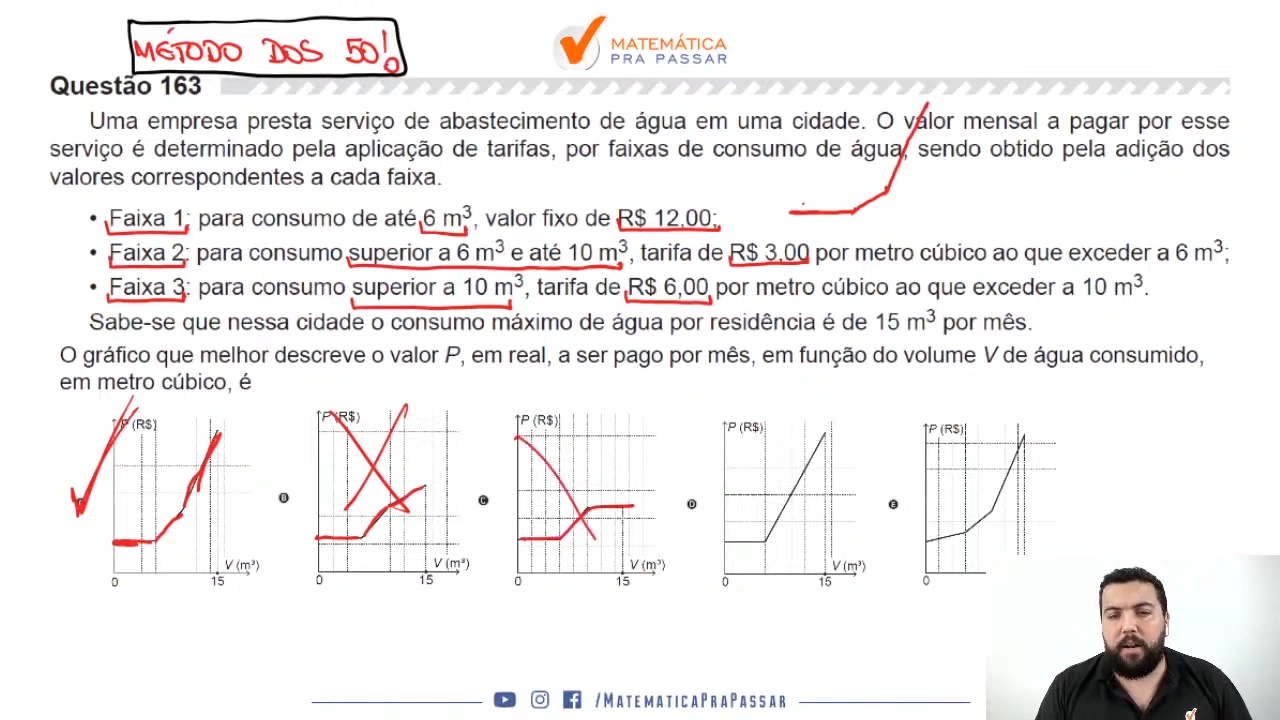 MÉTODO DOS 50!
MATEMÁTICA
PRA PASSAR
Questão 163
Uma empresa presta serviço de abastecimento de água em uma cidade. O valor mensal a pagar por esse
serviço é determinado pela aplicação de tarifas, por faixas de consumo de água, sendo obtido pela adição dos
valores correspondentes a cada faixa.
• Faixa 1: para consumo de até 6 m³, valor fixo de R$ 12,00;
• Faixa 2: para consumo superior a 6 m³ e até 10 m³, tarifa de R$ 3,00 por metro cúbico ao que exceder a 6 m³;
• Faixa 3: para consumo superior a 10 m³, tarifa de R$ 6,00 por metro cúbico ao que exceder a 10 m³.
Sabe-se que nessa cidade o consumo máximo de água por residência é de 15 m³ por mês.
O gráfico que melhor descreve o valor P, em real, a ser pago por mês, em função do volume V de água consumido,
em metro cúbico, é
P (R$)
V (m³)
0 15
B
P (R$)
V (m³)
0 15
C
P (R$)
V (m³)
0 15
D
P (R$)
V (m³)
0 15
E
P (R$)
0
/MATEMATICAPRAPASSAR